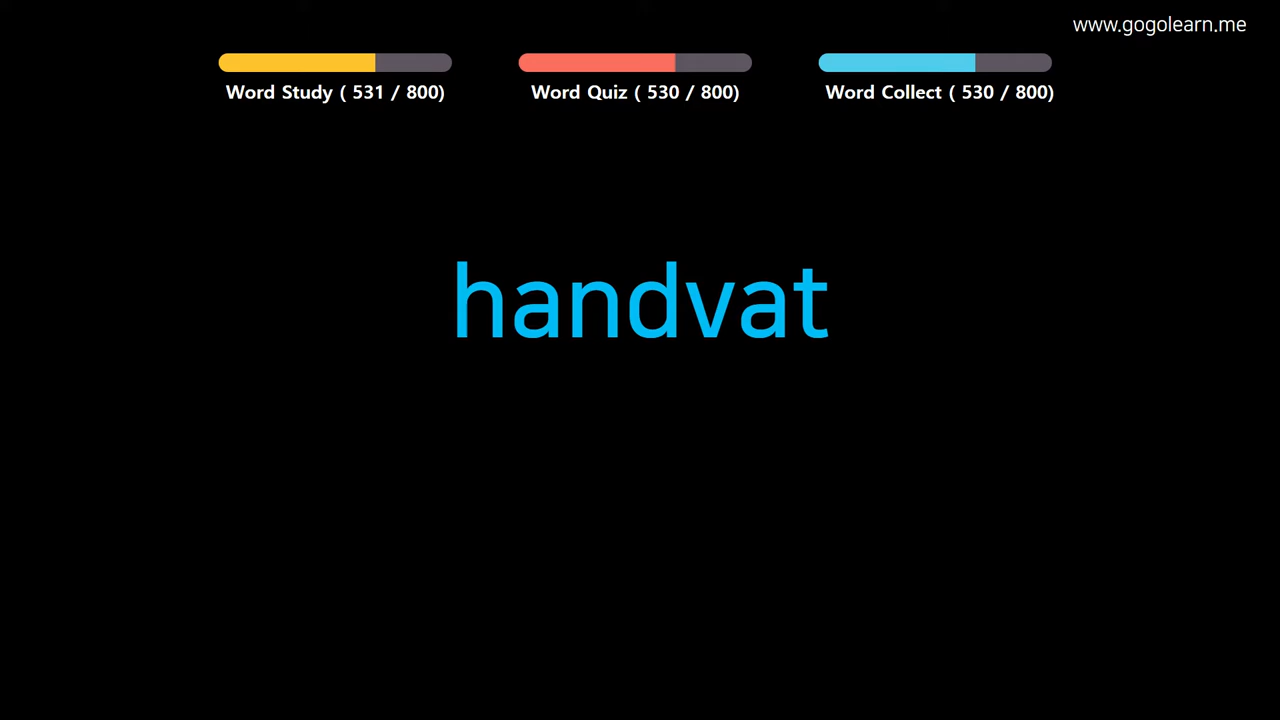 www.gogolearn.me
Word Study ( 531 / 800)
Word Quiz ( 530 / 800)
Word Collect ( 530 / 800)
handvat